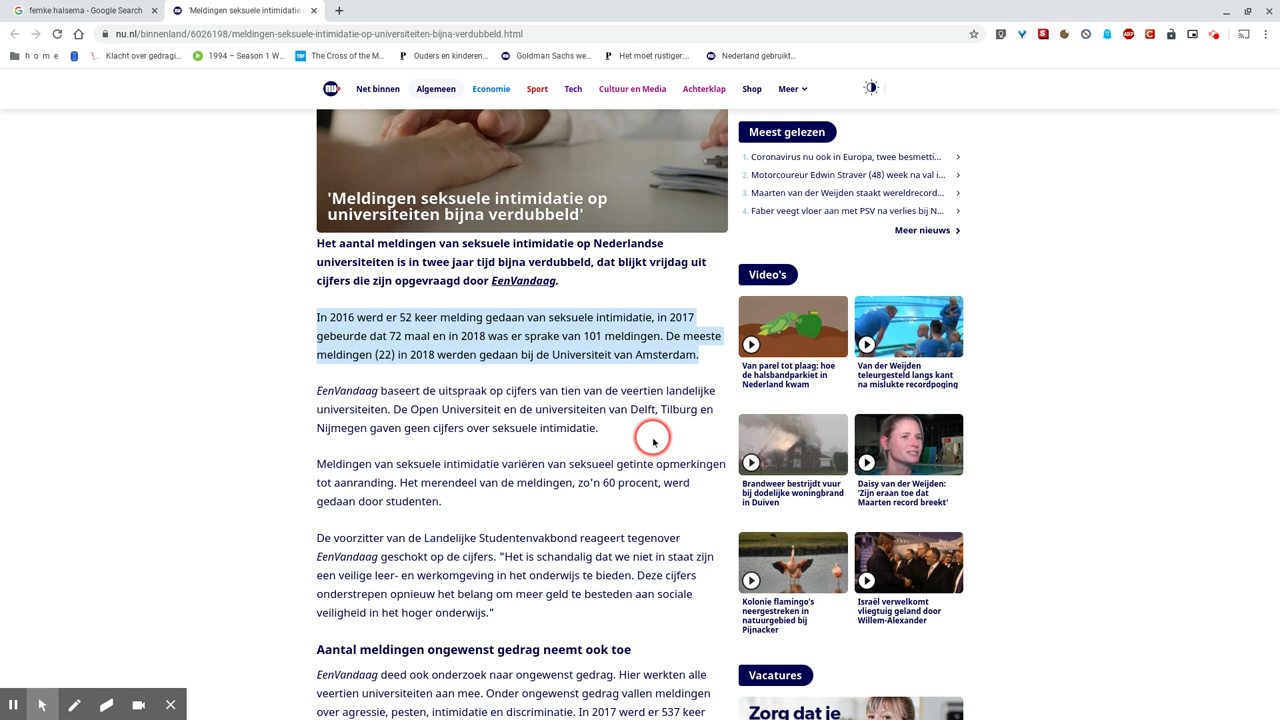 femke halsema - Google Search
'Meldingen seksuele intimidatie
nu.nl/binnenland/6026198/meldingen-seksuele-intimidatie-op-universiteiten-bijna-verdubbeld.html
h o m e
Klacht over gedragi...
1994 – Season 1 W...
The Cross of the M...
Ouders en kinderen...
Goldman Sachs we...
Het moet rustiger:...
Nederland gebruikt...
Net binnen
Algemeen
Economie
Sport
Tech
Cultuur en Media
Achterklap
Shop
Meer
'Meldingen seksuele intimidatie op
universiteiten bijna verdubbeld'
Het aantal meldingen van seksuele intimidatie op Nederlandse
universiteiten is in twee jaar tijd bijna verdubbeld, dat blijkt vrijdag uit
cijfers die zijn opgevraagd door EenVandaag.
In 2016 werd er 52 keer melding gedaan van seksuele intimidatie, in 2017
gebeurde dat 72 maal en in 2018 was er sprake van 101 meldingen. De meeste
meldingen (22) in 2018 werden gedaan bij de Universiteit van Amsterdam.
EenVandaag baseert de uitspraak op cijfers van tien van de veertien landelijke
universiteiten. De Open Universiteit en de universiteiten van Delft, Tilburg en
Nijmegen gaven geen cijfers over seksuele intimidatie.
Meldingen van seksuele intimidatie variëren van seksueel getinte opmerkingen
tot aanranding. Het merendeel van de meldingen, zo'n 60 procent, werd
gedaan door studenten.
De voorzitter van de Landelijke Studentenvakbond reageert tegenover
EenVandaag geschokt op de cijfers. "Het is schandalig dat we niet in staat zijn
een veilige leer- en werkomgeving in het onderwijs te bieden. Deze cijfers
onderstrepen opnieuw het belang om meer geld te besteden aan sociale
veiligheid in het hoger onderwijs."
Aantal meldingen ongewenst gedrag neemt ook toe
EenVandaag deed ook onderzoek naar ongewenst gedrag. Hier werkten alle
veertien universiteiten aan mee. Onder ongewenst gedrag vallen meldingen
over agressie, pesten, intimidatie en discriminatie. In 2017 werd er 537 keer
Meest gelezen
1. Coronavirus nu ook in Europa, twee besmetti...
2. Motorcoureur Edwin Straver (48) week na val i...
3. Maarten van der Weijden staakt wereldrecord...
4. Faber veegt vloer aan met PSV na verlies bij N...
Meer nieuws
Video's
Van parel tot plaag: hoe
de halsbandparkiet in
Nederland kwam
Van der Weijden
teleurgesteld langs kant
na mislukte recordpoging
Brandweer bestrijdt vuur
bij dodelijke woningbrand
in Duiven
Daisy van der Weijden:
'Zijn eraan toe dat
Maarten record breekt'
Kolonie flamingo's
neergestreken in
natuurgebied bij
Pijnacker
Israël verwelkomt
vliegtuig geland door
Willem-Alexander
Vacatures
Zorg dat je